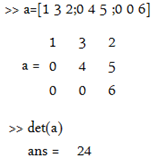 >> a=[1 3 2;0 4 5 ;0 0 6]
1 3 2
a = 0 4 5
0 0 6
>> det(a)
ans = 24